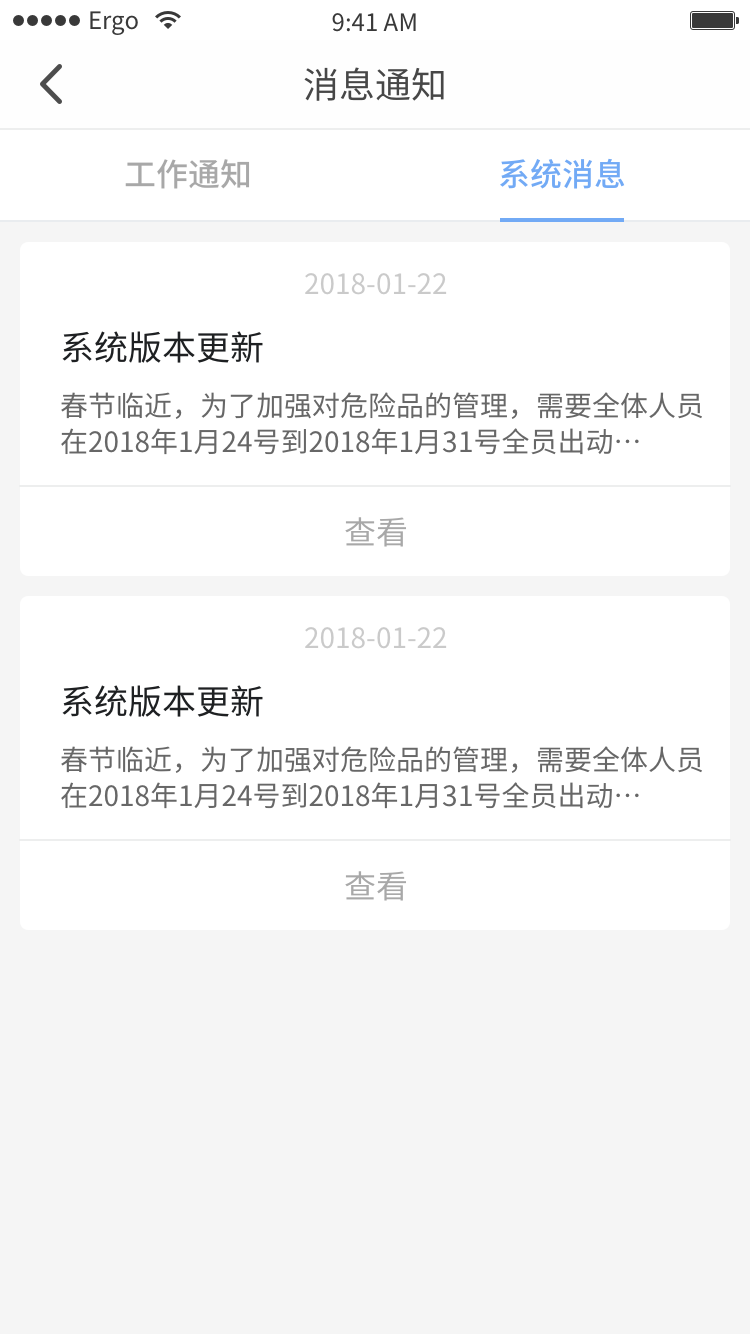 Ergo 9:41 AM
消息通知
工作通知 系统消息
2018-01-22
系统版本更新
春节临近，为了加强对危险品的管理，需要全体人员
在2018年1月24号到2018年1月31号全员出动…
查看
2018-01-22
系统版本更新
春节临近，为了加强对危险品的管理，需要全体人员
在2018年1月24号到2018年1月31号全员出动…
查看